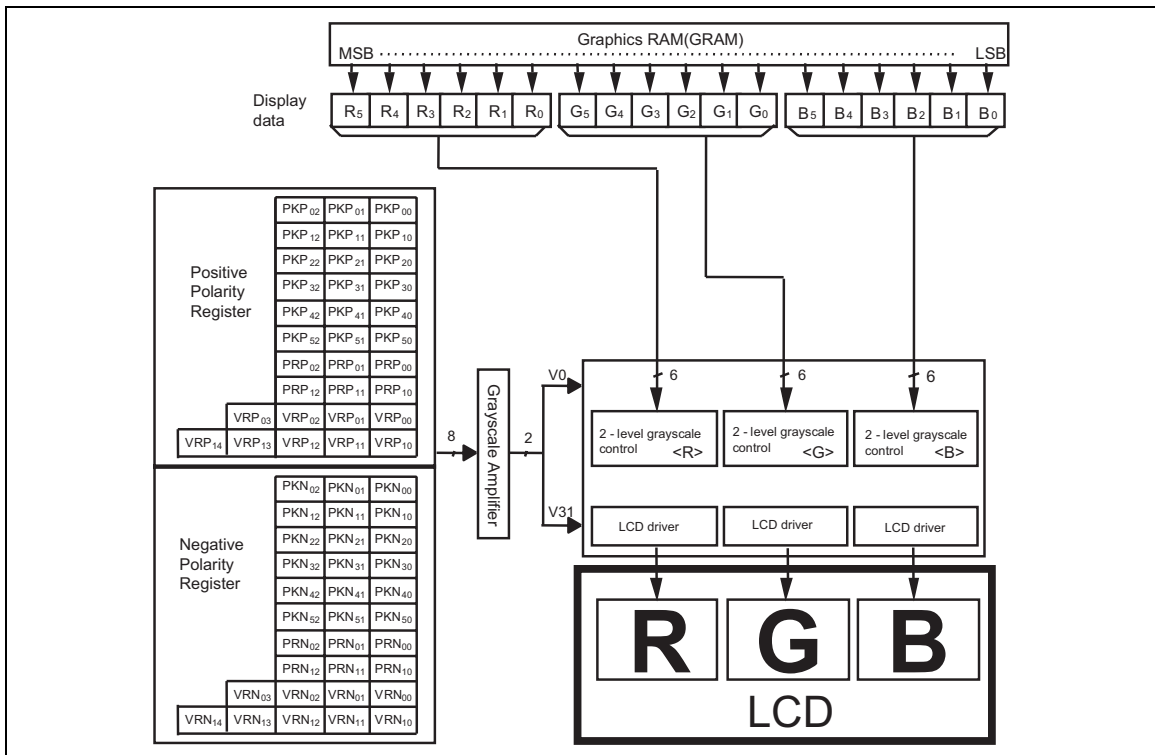 Graphics RAM(GRAM)
MSB LSB
Display
data
R5 R4 R3 R2 R1 R0 G5 G4 G3 G2 G1 G0 B5 B4 B3 B2 B1 B0
Positive
Polarity
Register
PKP02 PKP01 PKP00
PKP12 PKP11 PKP10
PKP22 PKP21 PKP20
PKP32 PKP31 PKP30
PKP42 PKP41 PKP40
PKP52 PKP51 PKP50
PRP02 PRP01 PRP00
PRP12 PRP11 PRP10
VRP03 VRP02 VRP01 VRP00
VRP14 VRP13 VRP12 VRP11 VRP10
Negative
Polarity
Register
PKN02 PKN01 PKN00
PKN12 PKN11 PKN10
PKN22 PKN21 PKN20
PKN32 PKN31 PKN30
PKN42 PKN41 PKN40
PKN52 PKN51 PKN50
PRN02 PRN01 PRN00
PRN12 PRN11 PRN10
VRN03 VRN02 VRN01 VRN00
VRN14 VRN13 VRN12 VRN11 VRN10
8
Grayscale Amplifier
2
V0
V31
6 6 6
2 - level grayscale
control <R>
2 - level grayscale
control <G>
2 - level grayscale
control <B>
LCD driver LCD driver LCD driver
R G B
LCD